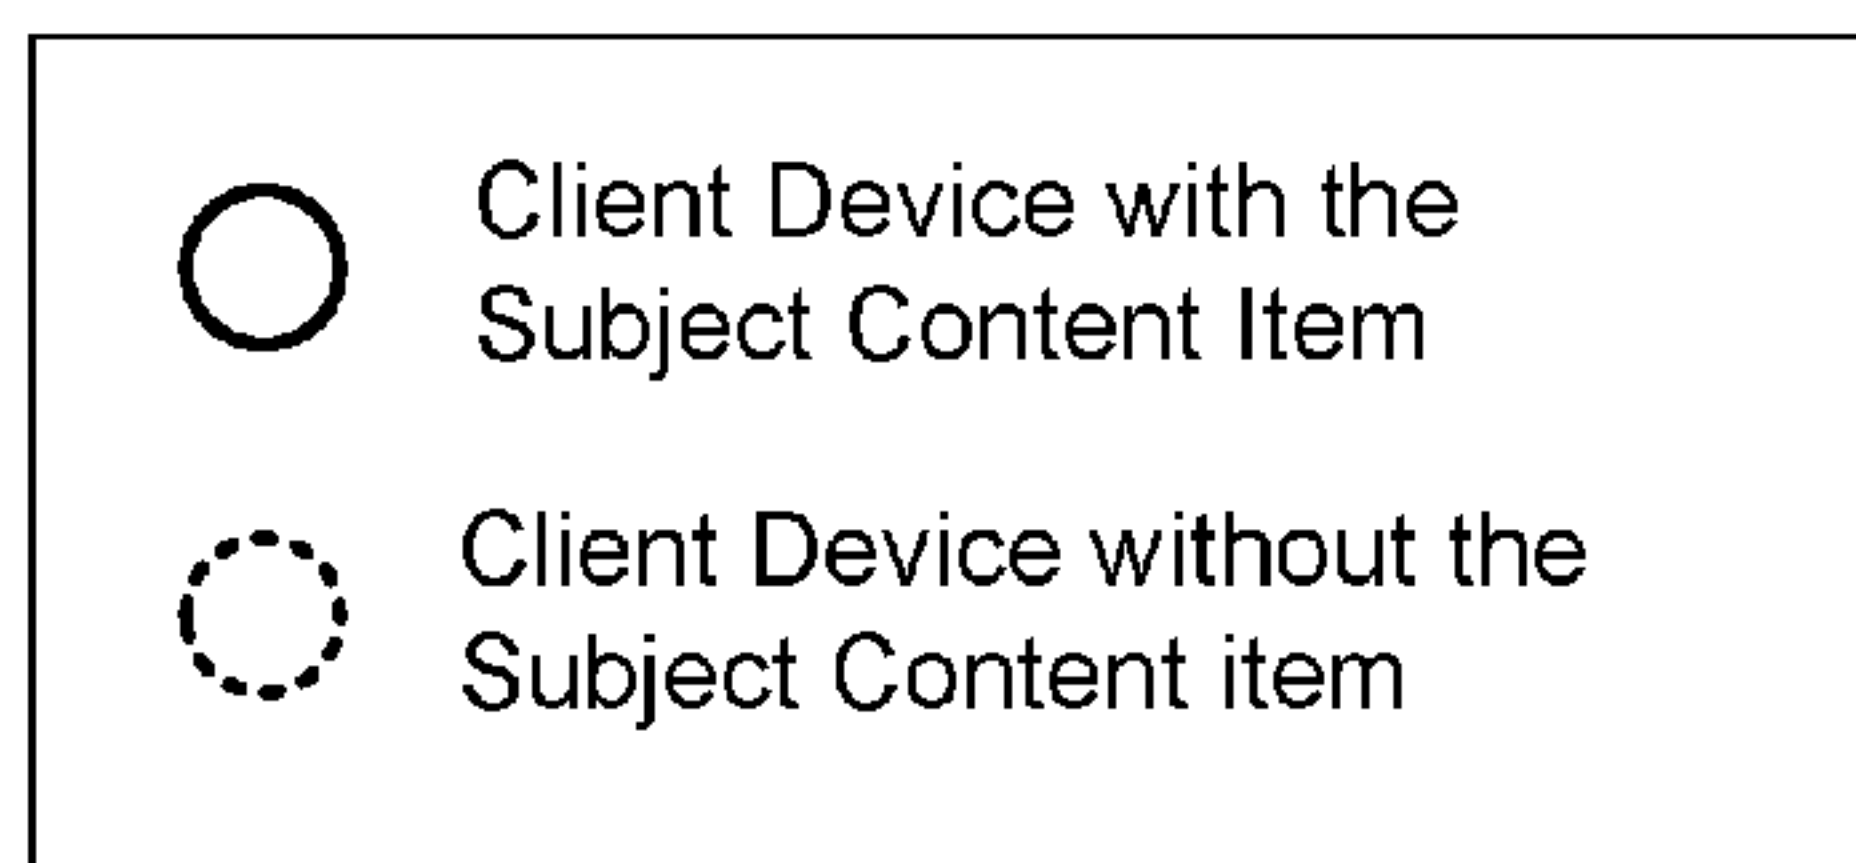 Client Device with the
Subject Content Item
Client Device without the
Subject Content item